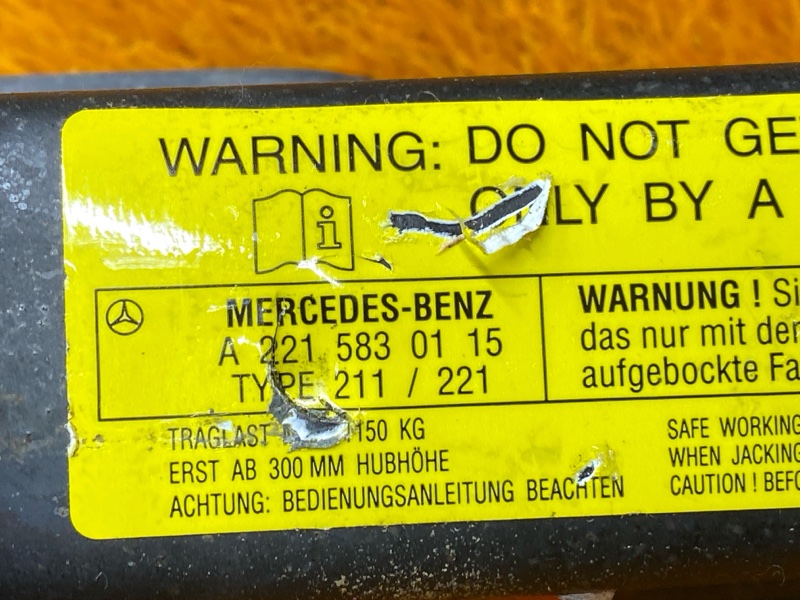 WARNING: DO NOT GE
ONLY BY A
i
MERCEDES-BENZ
A 221 583 01 15
TYPE 211 / 221
WARNUNG ! Si
das nur mit der
aufgebockte Fa
TRAGLAST 150 KG
ERST AB 300 MM HUBHÖHE
ACHTUNG: BEDIENUNGSANLEITUNG BEACHTEN
SAFE WORKING
WHEN JACKING
CAUTION ! BEFO